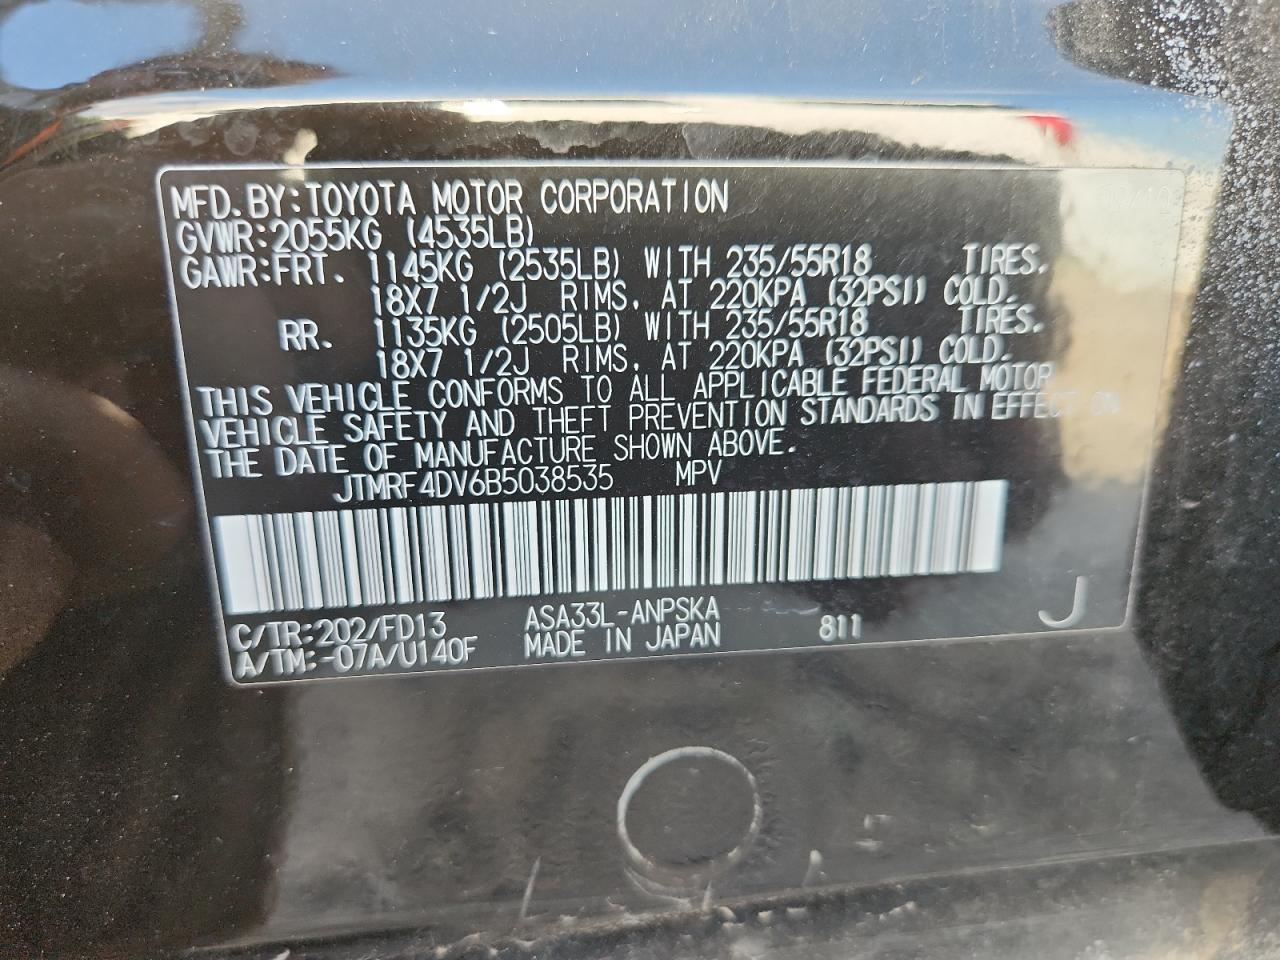 MFD.BY:TOYOTA MOTOR CORPORATION
GVWR:2055KG (4535LB)
GAWR:FRT. 1145KG (2535LB) WITH 235/55R18 TIRES.
18X7 1/2J RIMS, AT 220KPA (32PSI) COLD.
RR. 1135KG (2505LB) WITH 235/55R18 TIRES.
18X7 1/2J RIMS, AT 220KPA (32PSI) COLD.
THIS VEHICLE CONFORMS TO ALL APPLICABLE FEDERAL MOTOR
VEHICLE SAFETY AND THEFT PREVENTION STANDARDS IN EFFECT ON
THE DATE OF MANUFACTURE SHOWN ABOVE.
JTMRF4DV6B5038535 MPV
C/TR:202/FD13 ASA33L-ANPSKA
A/TM:-07A/U140F MADE IN JAPAN 811 J